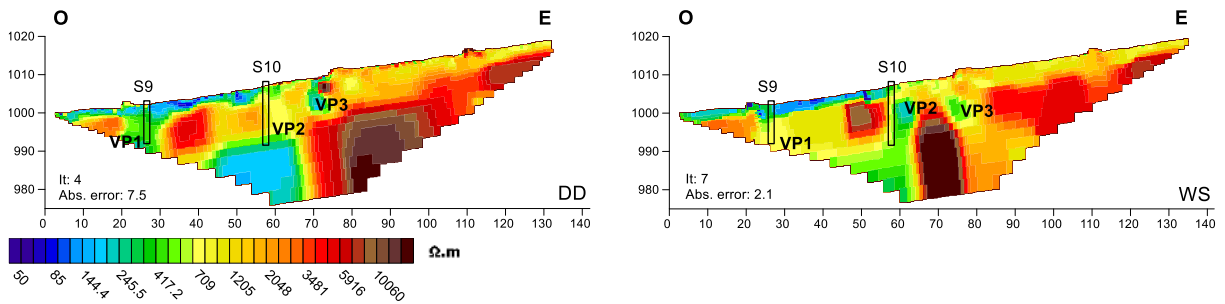 O E
1020
1010
1000
990
980
S9
S10
VP1
VP2
VP3
It: 4
Abs. error: 7.5
DD
0 10 20 30 40 50 60 70 80 90 100 110 120 130 140
50 85 144.4 245.5 417.2 709 1205 2048 3481 5916 10060
Ω.m
O E
1020
1010
1000
990
980
S9
S10
VP1
VP2
VP3
It: 7
Abs. error: 2.1
WS
0 10 20 30 40 50 60 70 80 90 100 110 120 130 140